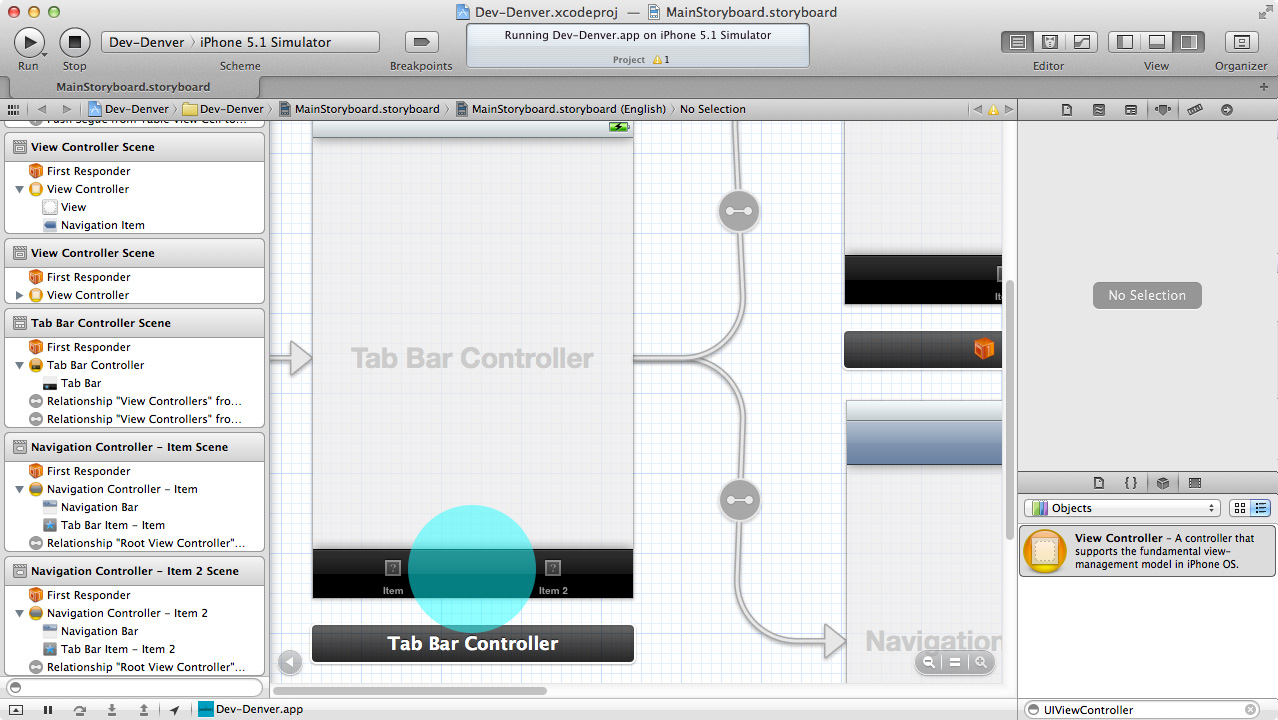 Dev-Denver.xcodeproj — MainStoryboard.storyboard
Run
Stop
Dev-Denver
iPhone 5.1 Simulator
Scheme
Breakpoints
Running Dev-Denver.app on iPhone 5.1 Simulator
Project
1
Editor
View
Organizer
MainStoryboard.storyboard
Dev-Denver
Dev-Denver
MainStoryboard.storyboard
MainStoryboard.storyboard (English)
No Selection
Push Segue from Table View Cell to...
View Controller Scene
First Responder
View Controller
View
Navigation Item
View Controller Scene
First Responder
View Controller
Tab Bar Controller Scene
First Responder
Tab Bar Controller
Tab Bar
Relationship "View Controllers" fro...
Relationship "View Controllers" fro...
Navigation Controller – Item Scene
First Responder
Navigation Controller – Item
Navigation Bar
Tab Bar Item – Item
Relationship "Root View Controller"...
Navigation Controller – Item 2 Scene
First Responder
Navigation Controller – Item 2
Navigation Bar
Tab Bar Item – Item 2
Relationship "Root View Controller"...
Dev-Denver.app
Tab Bar Controller
Item
Item 2
Tab Bar Controller
Navigation
No Selection
Objects
View Controller – A controller that
supports the fundamental view-
management model in iPhone OS.
UIViewController